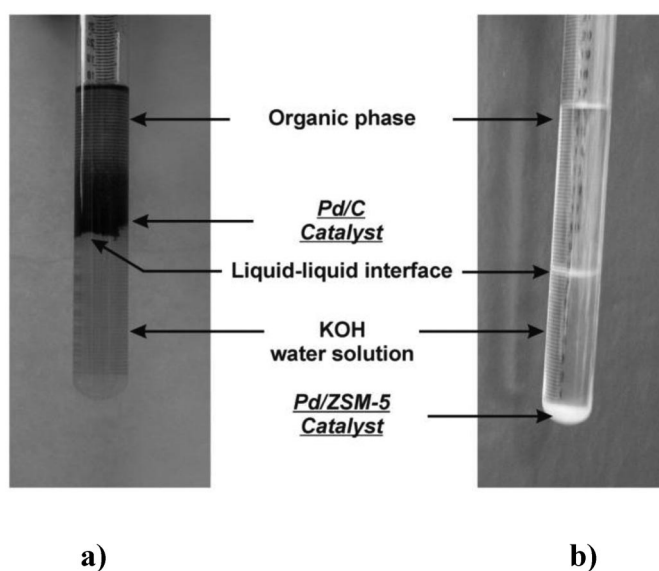 Organic phase
Pd/C
Catalyst
Liquid-liquid interface
KOH
water solution
Pd/ZSM-5
Catalyst
a)
b)